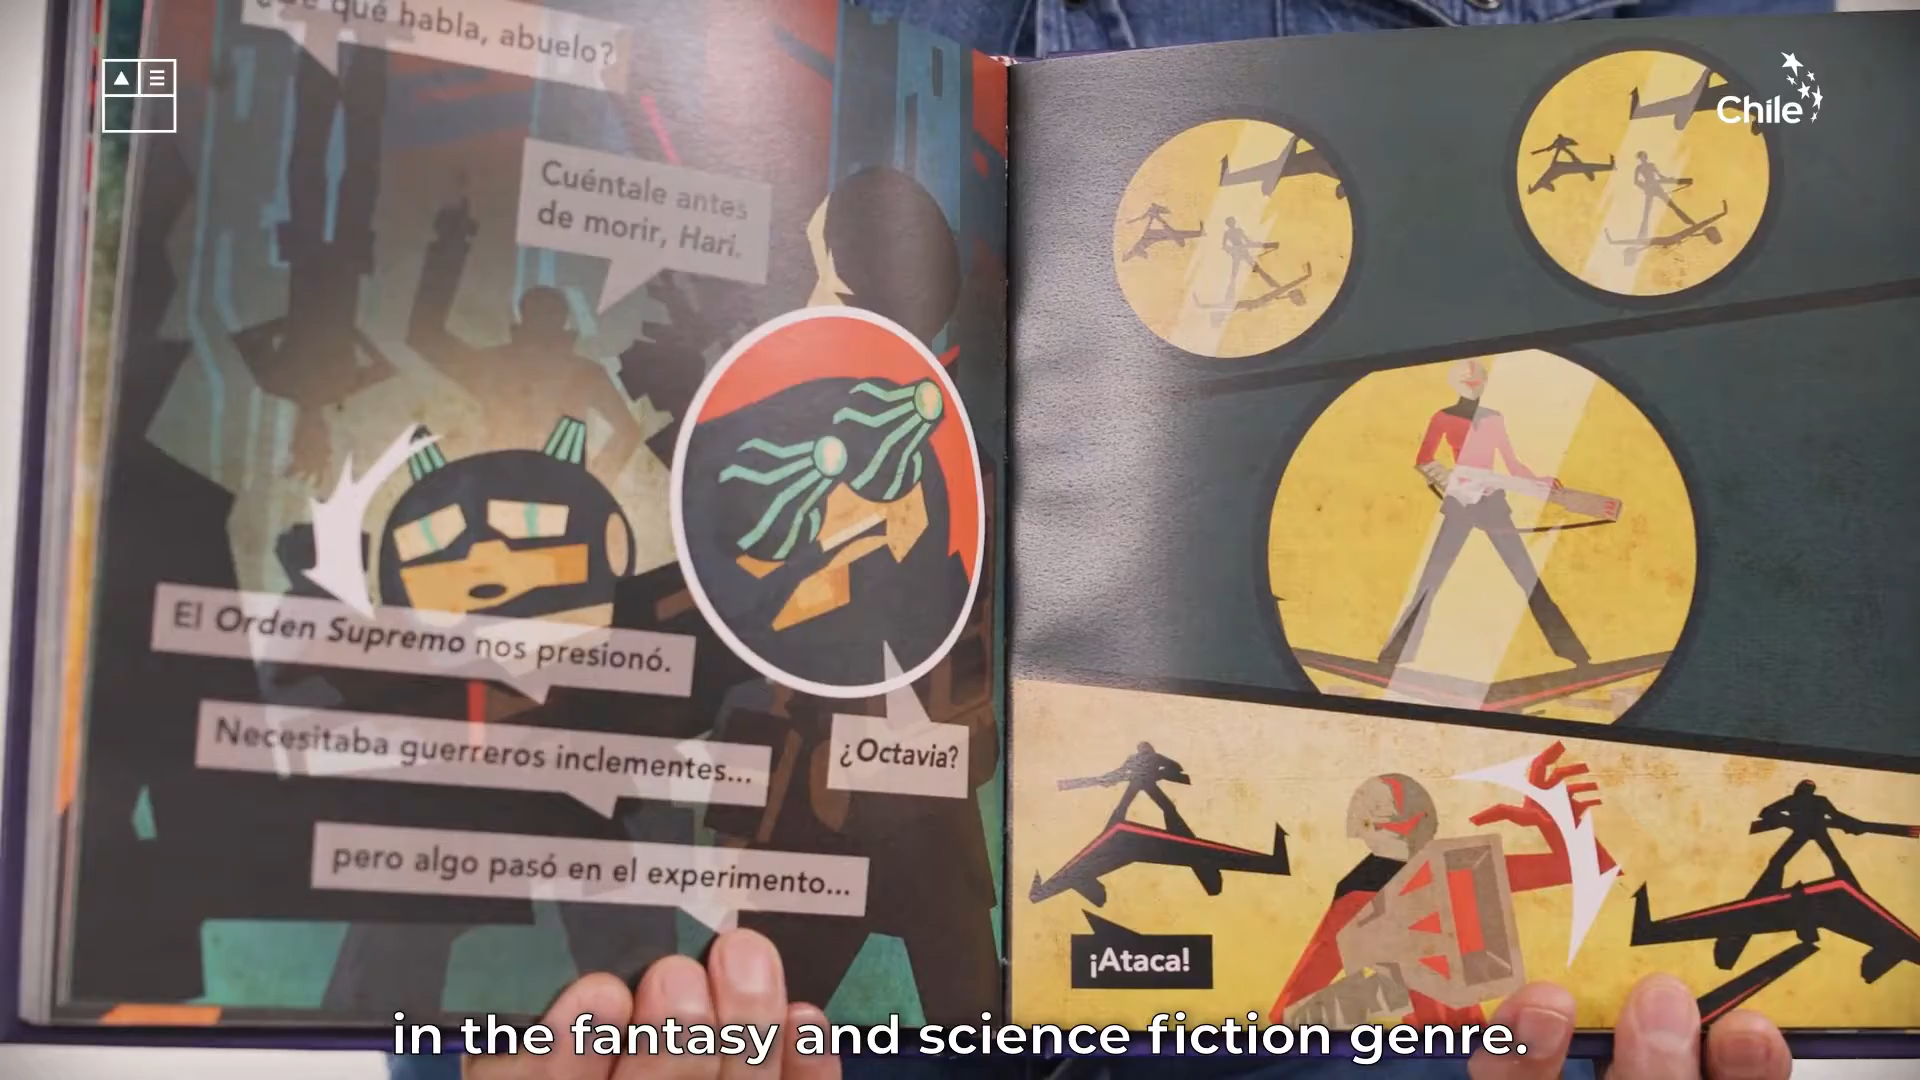 qué habla, abuelo?
Cuéntale antes
de morir, Hari.
El Orden Supremo nos presionó.
Necesitaba guerreros inclementes...
¿Octavia?
pero algo pasó en el experimento...
Chile
¡Ataca!
in the fantasy and science fiction genre.